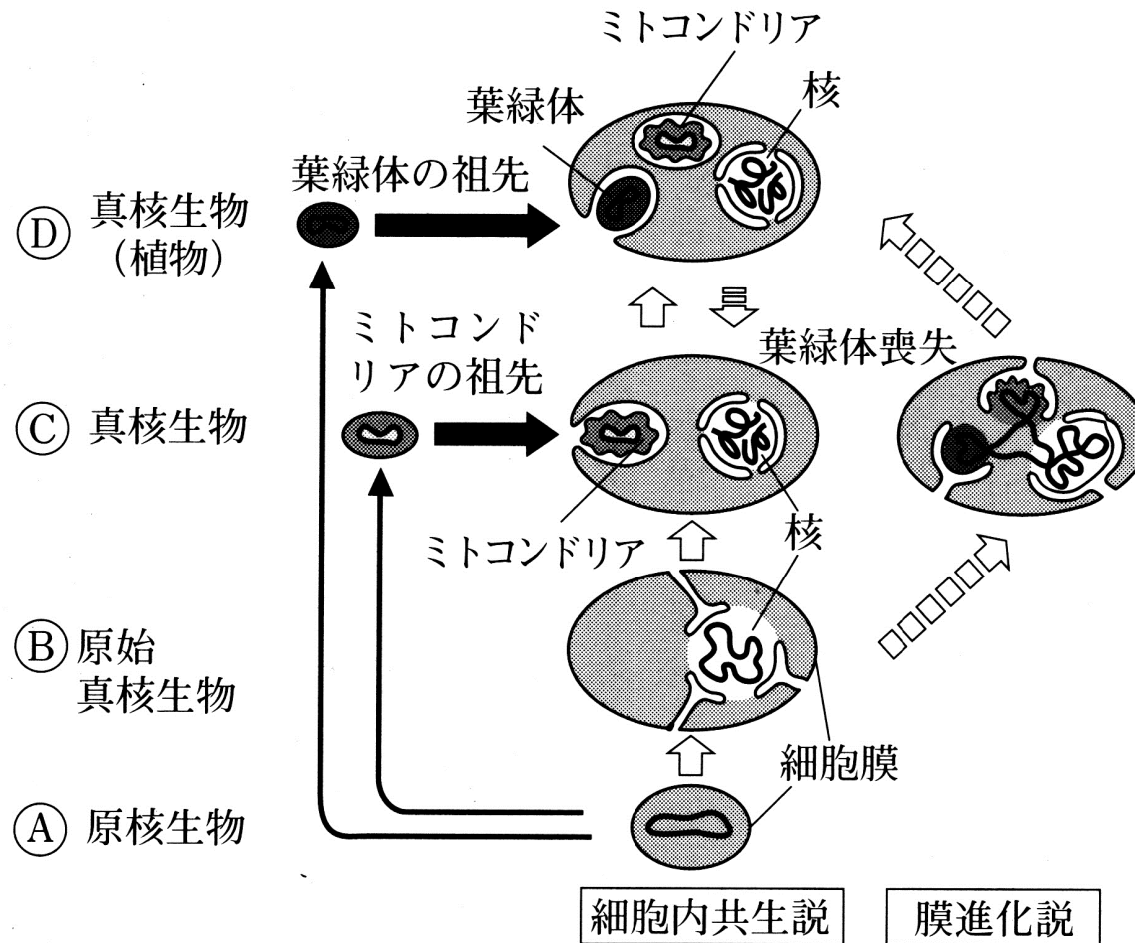 ミトコンドリア
核
葉緑体
葉緑体の祖先
Ⓓ 真核生物
（植物）
ミトコンド
リアの祖先
葉緑体喪失
Ⓒ 真核生物
ミトコンドリア
核
Ⓑ 原始
真核生物
細胞膜
Ⓐ 原核生物
細胞内共生説
膜進化説